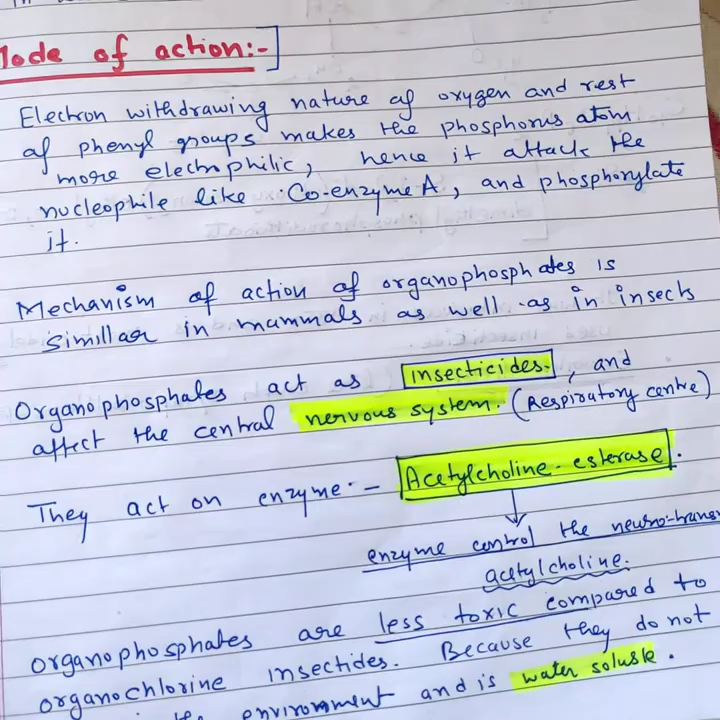 Mode of action:-
Electron withdrawing nature of oxygen and rest
of phenyl groups makes the phosphorus atom
more electrophilic, hence it attack the
nucleophile like Co-enzyme A, and phosphorylate
it.
Mechanism of action of organophosphates is
simillar in mammals as well as in insects
Organophosphates act as insecticides, and
affect the central nervous system. (Respiratory centre)
They act on enzyme - Acetylcholine-esterase.
enzyme control the neuro-trans
acetylcholine.
Organophosphates are less toxic compared to
organochlorine insectides. Because they do not
the environment and is water soluble.